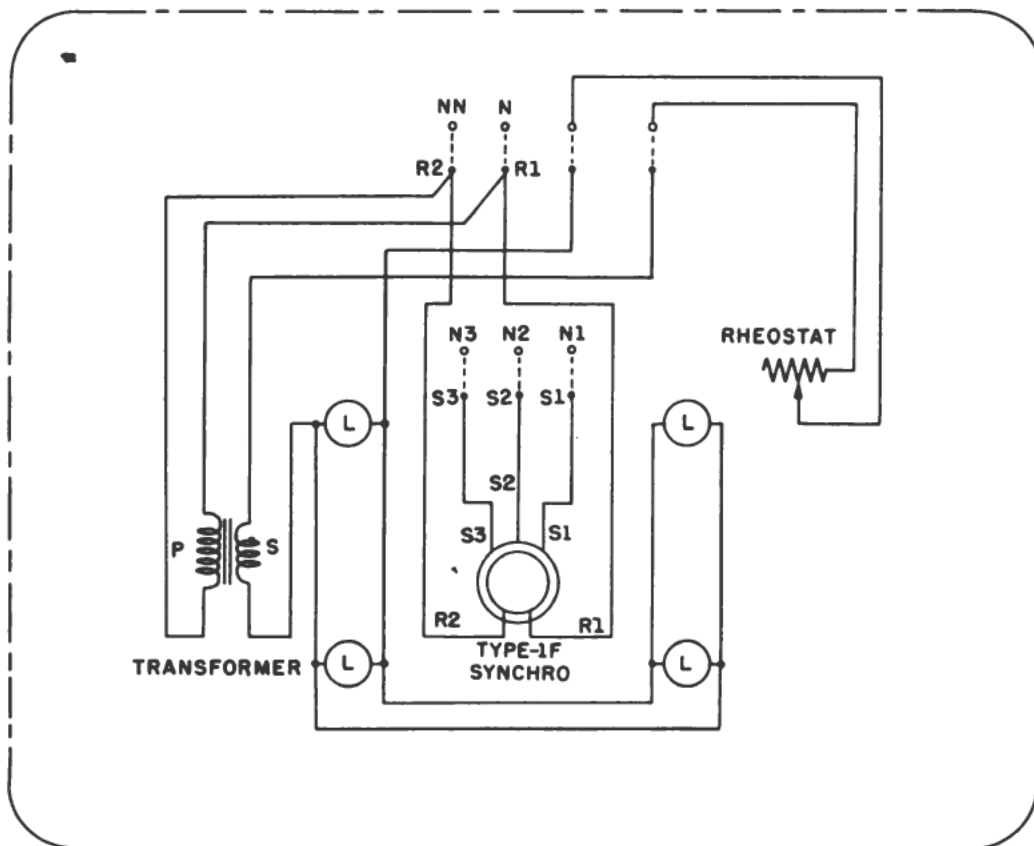 NN N
R2 R1
N3 N2 N1
RHEOSTAT
S3 S2 S1
L L
S2
S3 S1
P S
R2 R1
TYPE-1F
SYNCHRO
TRANSFORMER L L